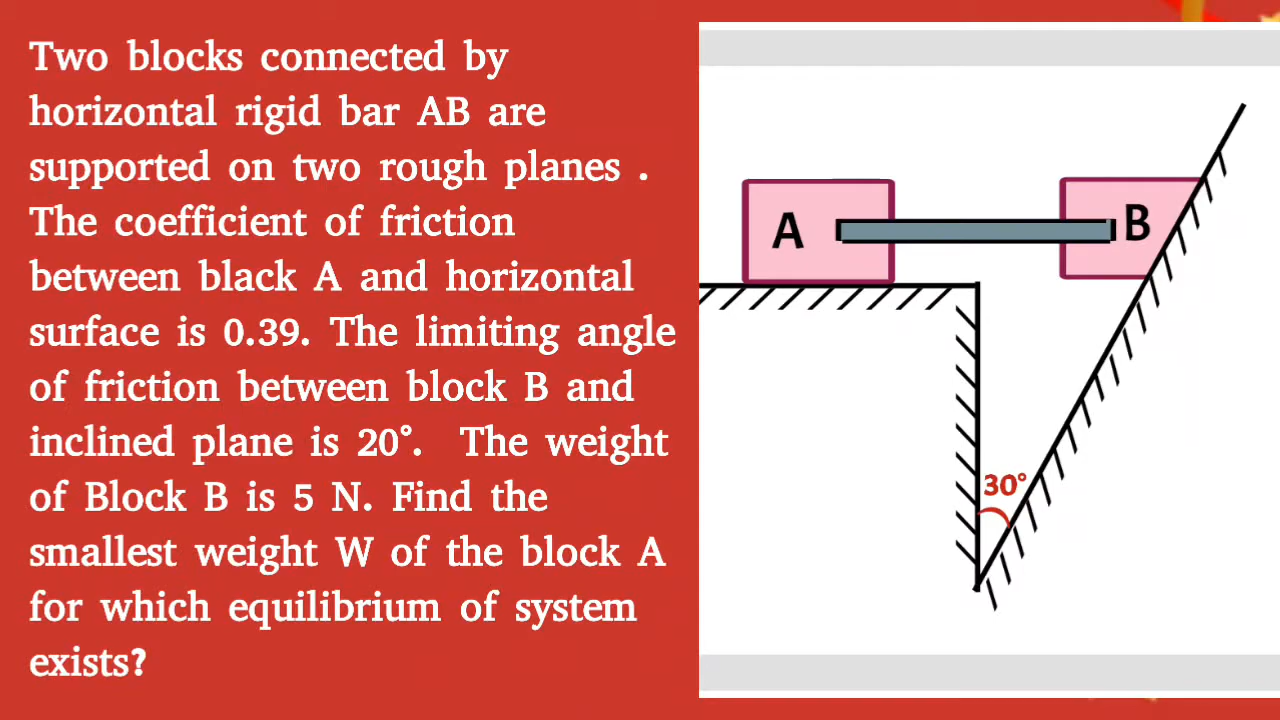 Two blocks connected by
horizontal rigid bar AB are
supported on two rough planes .
The coefficient of friction
between black A and horizontal
surface is 0.39. The limiting angle
of friction between block B and
inclined plane is 20°. The weight
of Block B is 5 N. Find the
smallest weight W of the block A
for which equilibrium of system
exists?
A
B
30°